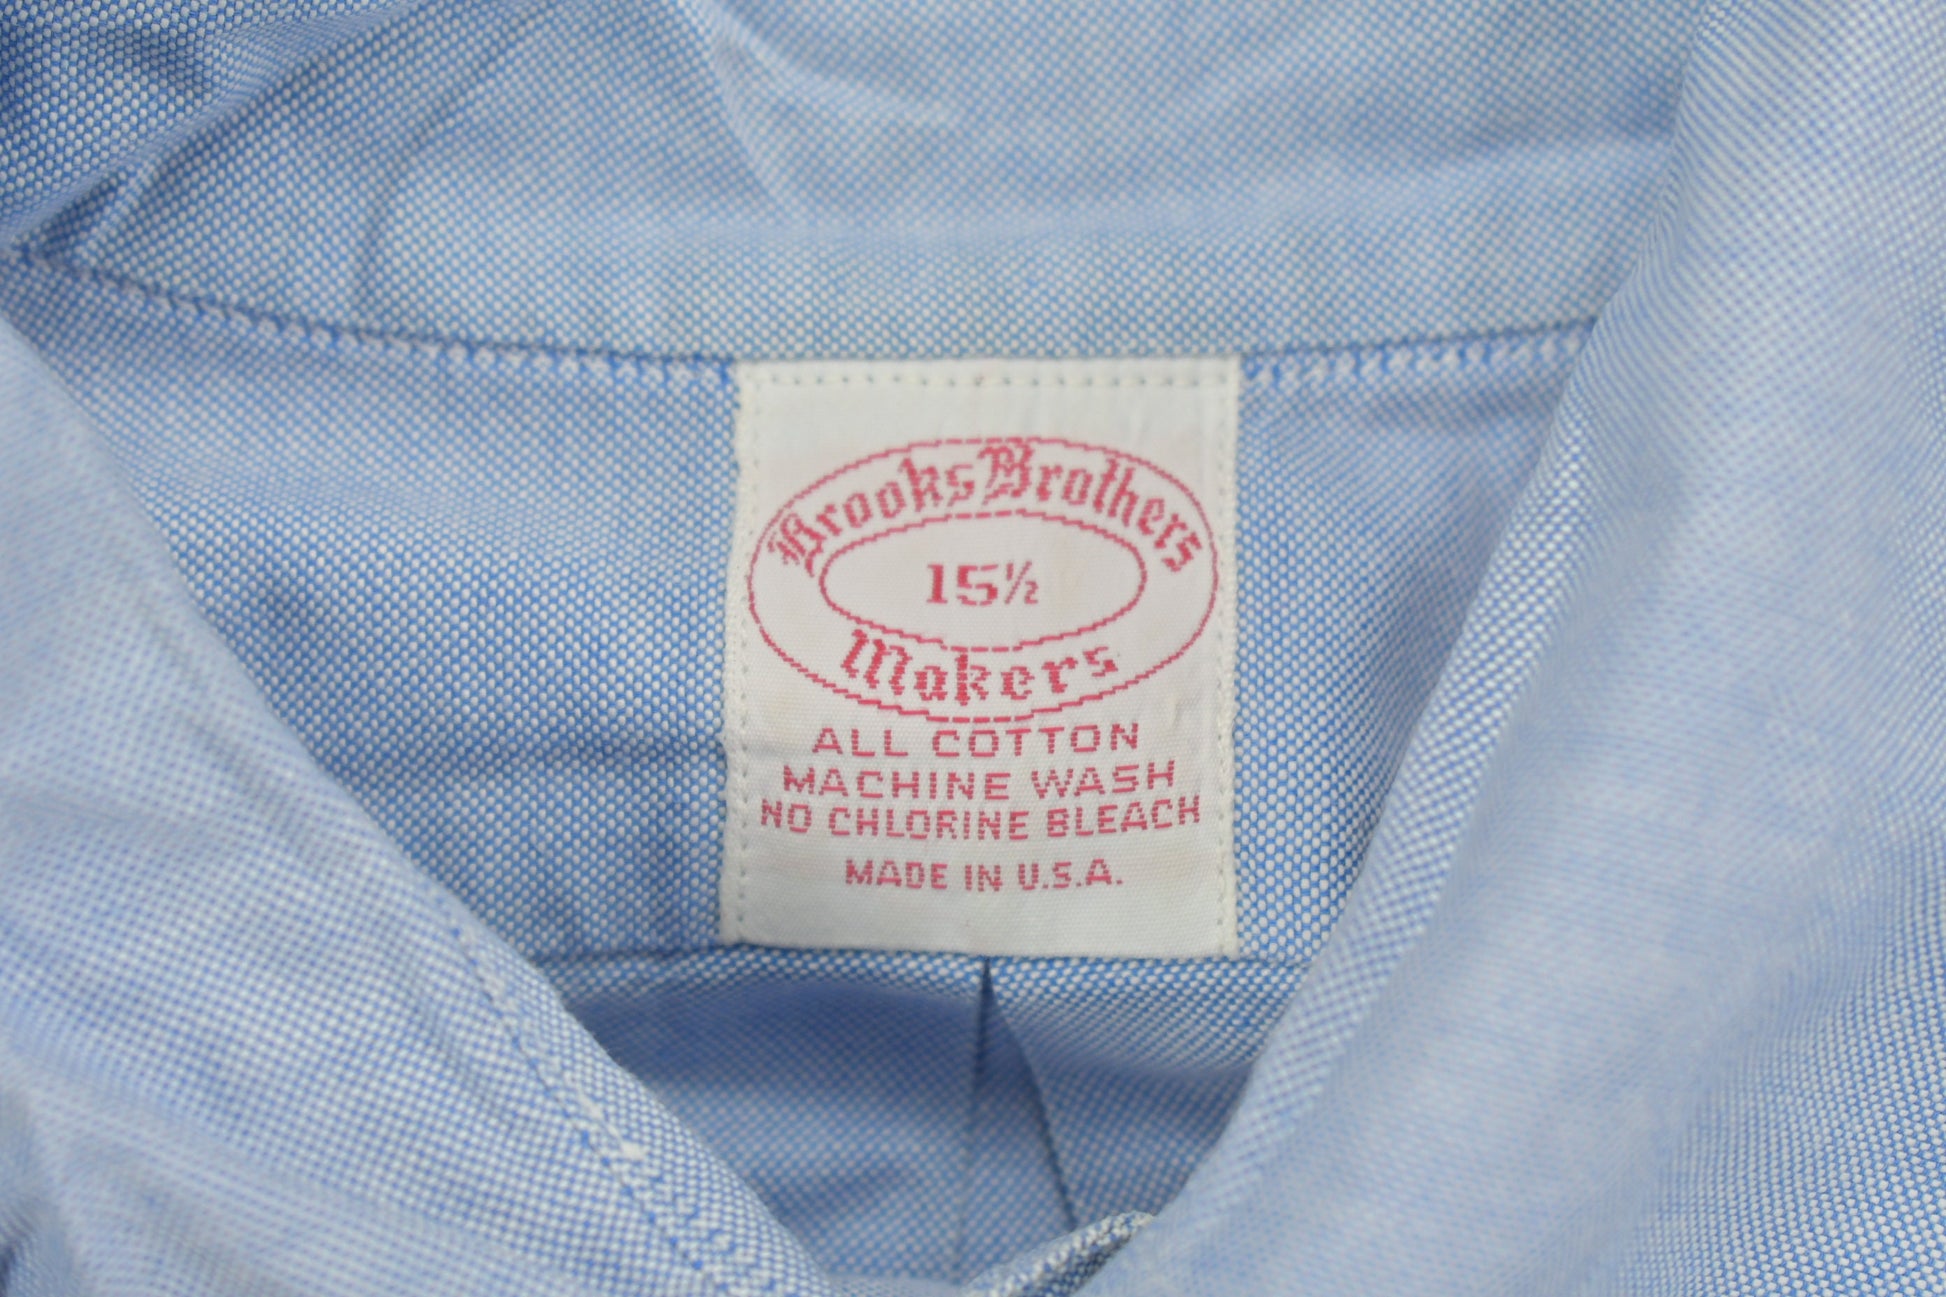 Brooks Brothers
15½
Makers
ALL COTTON
MACHINE WASH
NO CHLORINE BLEACH
MADE IN U.S.A.